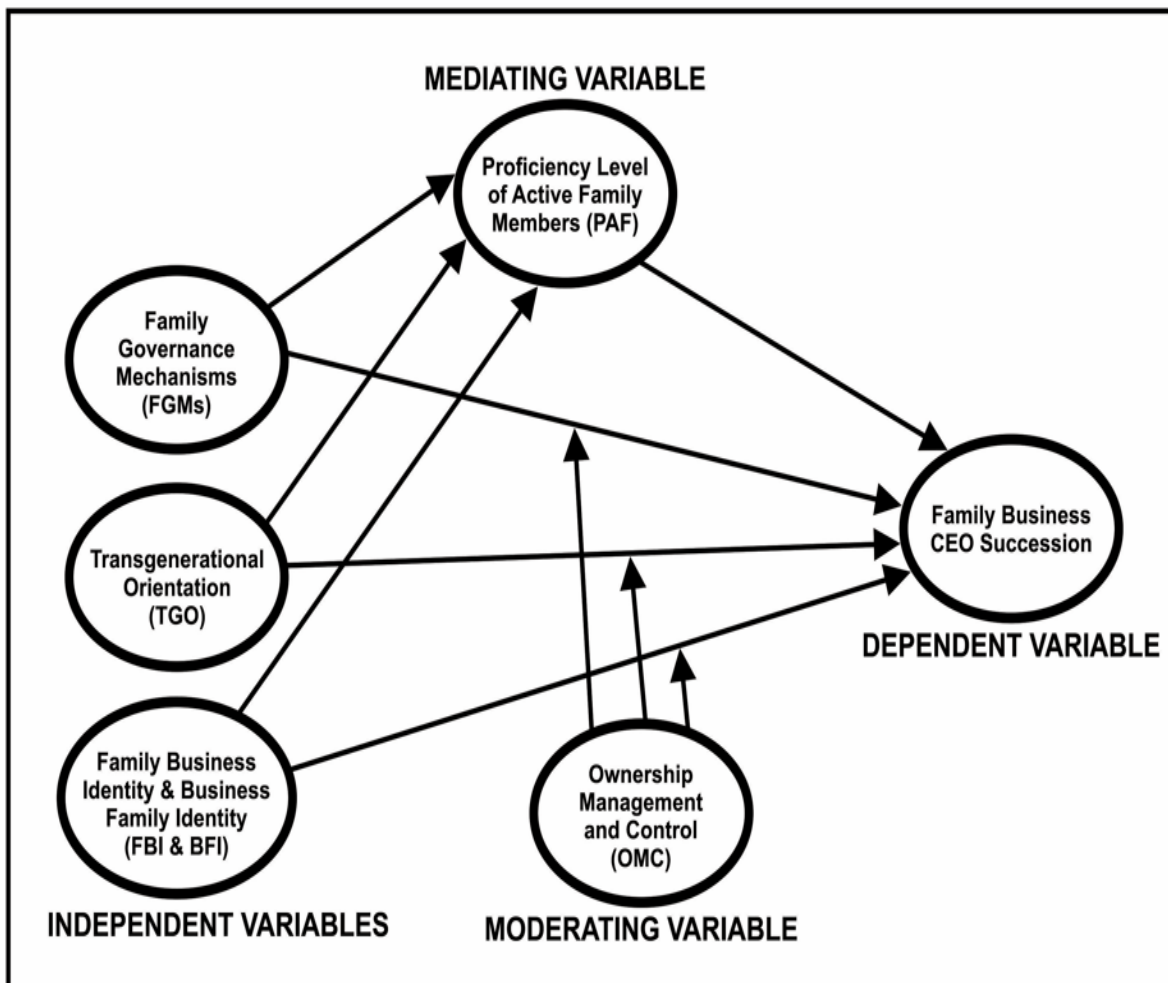 MEDIATING VARIABLE
Proficiency Level
of Active Family
Members (PAF)
Family
Governance
Mechanisms
(FGMs)
Transgenerational
Orientation
(TGO)
Family Business
Identity & Business
Family Identity
(FBI & BFI)
INDEPENDENT VARIABLES
Family Business
CEO Succession
DEPENDENT VARIABLE
Ownership
Management
and Control
(OMC)
MODERATING VARIABLE